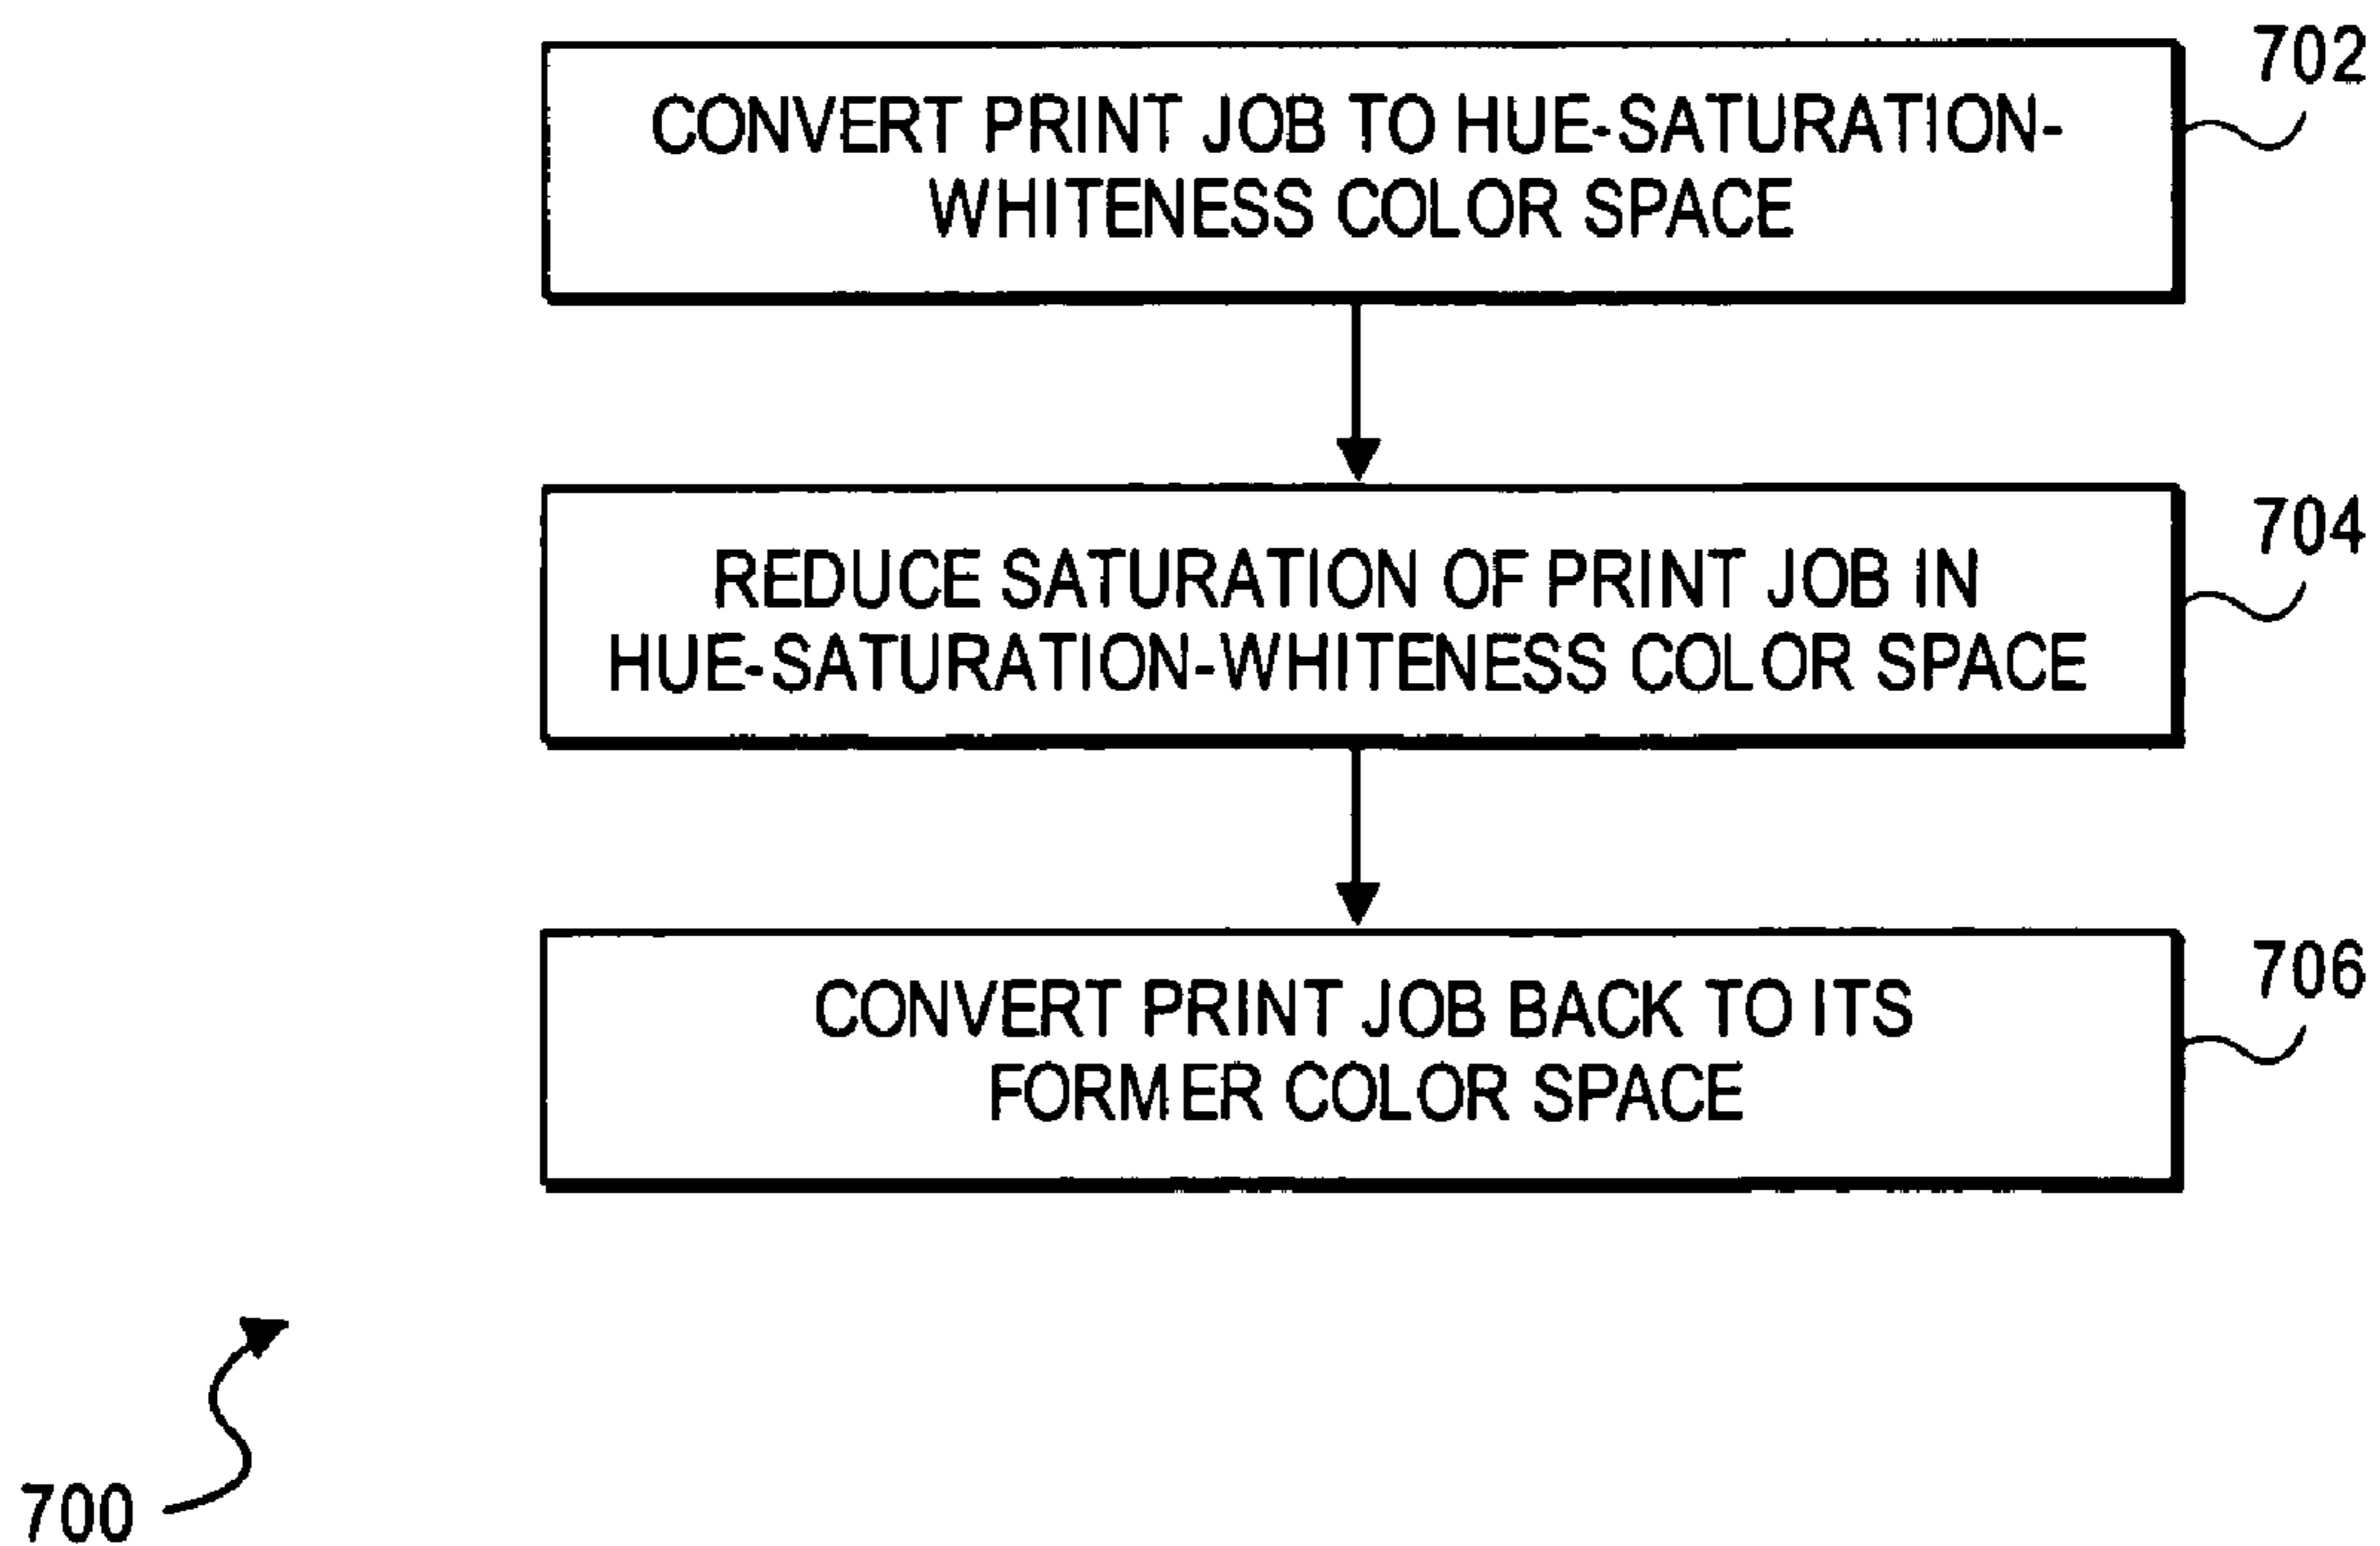 702
CONVERT PRINT JOB TO HUE-SATURATION-
WHITENESS COLOR SPACE
704
REDUCE SATURATION OF PRINT JOB IN
HUE-SATURATION-WHITENESS COLOR SPACE
706
CONVERT PRINT JOB BACK TO ITS
FORMER COLOR SPACE
700